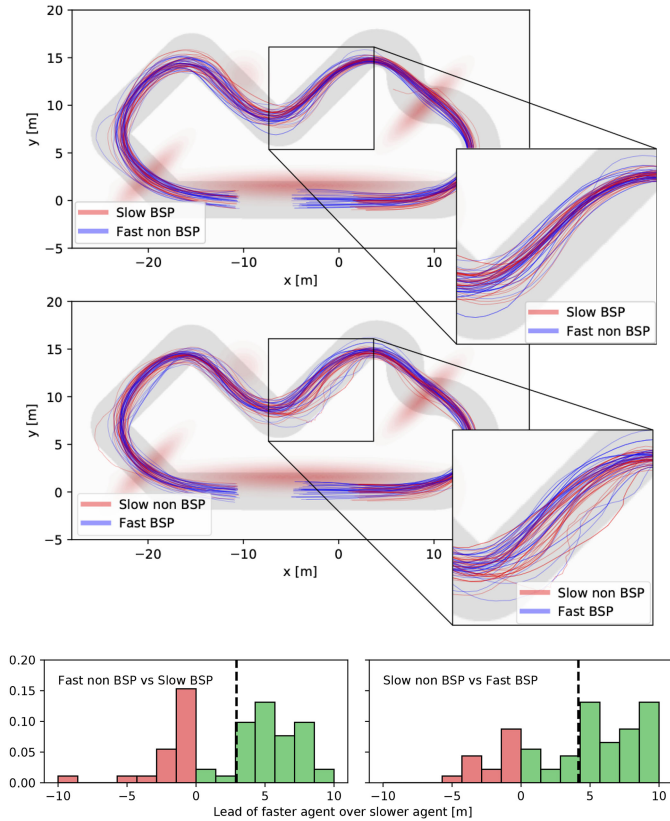 20
15
10
5
0
−5
y [m]
Slow BSP
Fast non BSP
−20
−10
0
10
x [m]
Slow BSP
Fast non BSP
20
15
10
5
0
−5
y [m]
Slow non BSP
Fast BSP
−20
−10
0
10
x [m]
Slow non BSP
Fast BSP
0.20
0.15
0.10
0.05
0.00
Fast non BSP vs Slow BSP
Slow non BSP vs Fast BSP
−10
−5
0
5
10
−10
−5
0
5
10
Lead of faster agent over slower agent [m]